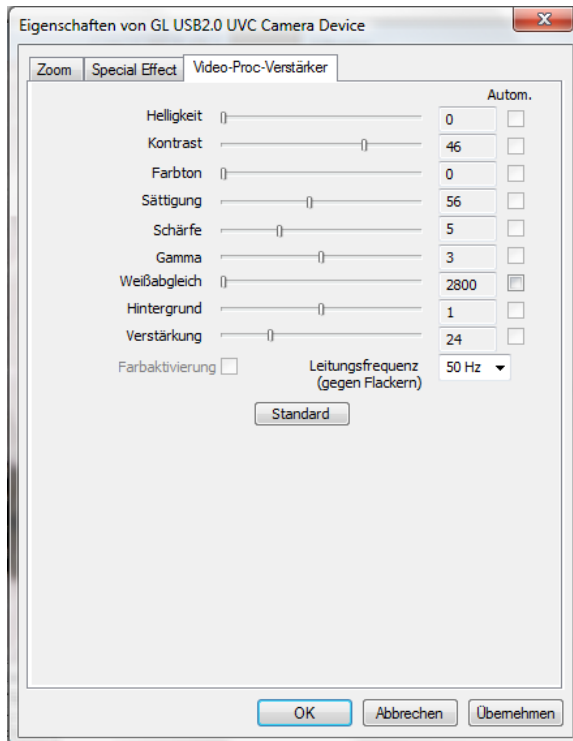 Eigenschaften von GL USB2.0 UVC Camera Device
Zoom Special Effect Video-Proc-Verstärker
Autom.
Helligkeit 0
Kontrast 46
Farbton 0
Sättigung 56
Schärfe 5
Gamma 3
Weißabgleich 2800
Hintergrund 1
Verstärkung 24
Farbaktivierung Leitungsfrequenz 50 Hz
(gegen Flackern)
Standard
OK Abbrechen Übernehmen